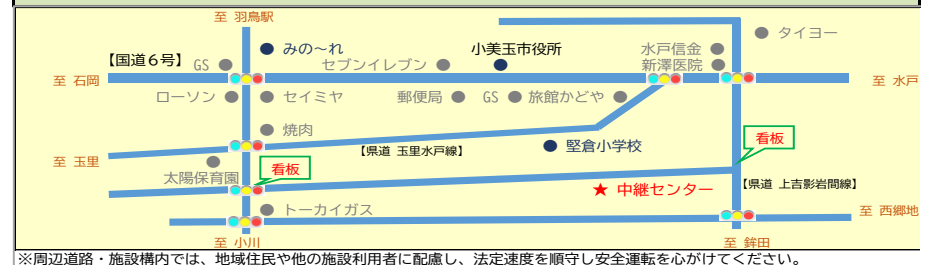 至 羽鳥駅
タイヨー
みの～れ
小美玉市役所
水戸信金
【国道６号】
GS
セブンイレブン
新澤医院
至 石岡
至 水戸
ローソン
セイミヤ
郵便局
GS
旅館かどや
焼肉
看板
堅倉小学校
【県道 玉里水戸線】
至 玉里
看板
太陽保育園
★ 中継センター
【県道 上吉影岩間線】
トーカイガス
至 西郷地
至 小川
至 鉾田
※周辺道路・施設構内では、地域住民や他の施設利用者に配慮し、法定速度を順守し安全運転を心がけてください。